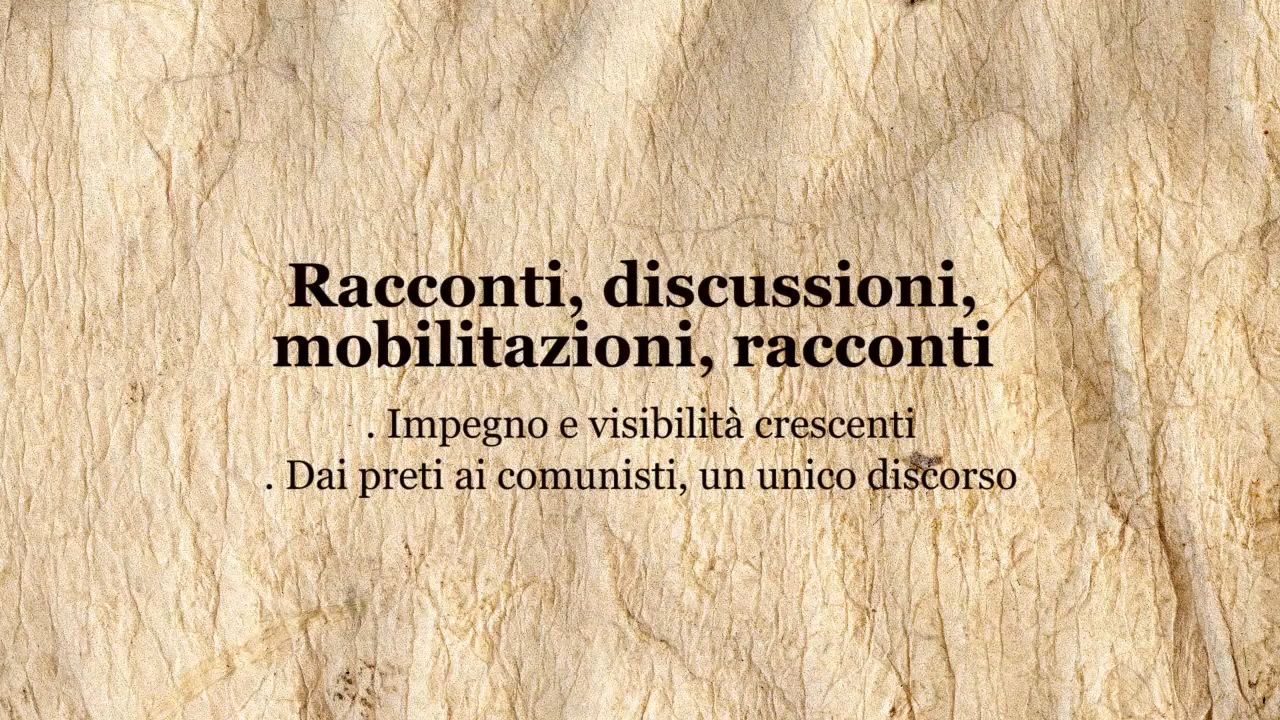 Racconti, discussioni,
mobilitazioni, racconti
. Impegno e visibilità crescenti
. Dai preti ai comunisti, un unico discorso